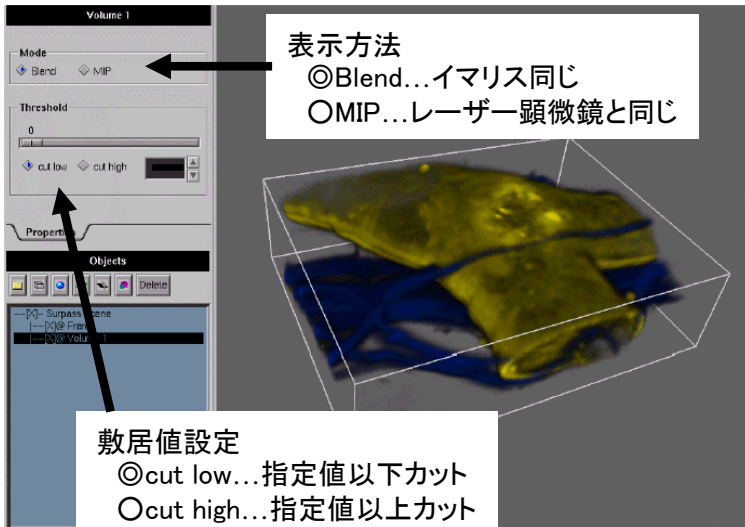 Volume 1
Mode
Blend MIP
表示方法
◎Blend…イマリス同じ
○MIP…レーザー顕微鏡と同じ
Threshold
0
cut low cut high
Properties
Objects
Delete
---[X]- Surpass Scene
|---[X]@ Frame
|---[X]@ Volume 1
敷居値設定
◎cut low…指定値以下カット
○cut high…指定値以上カット